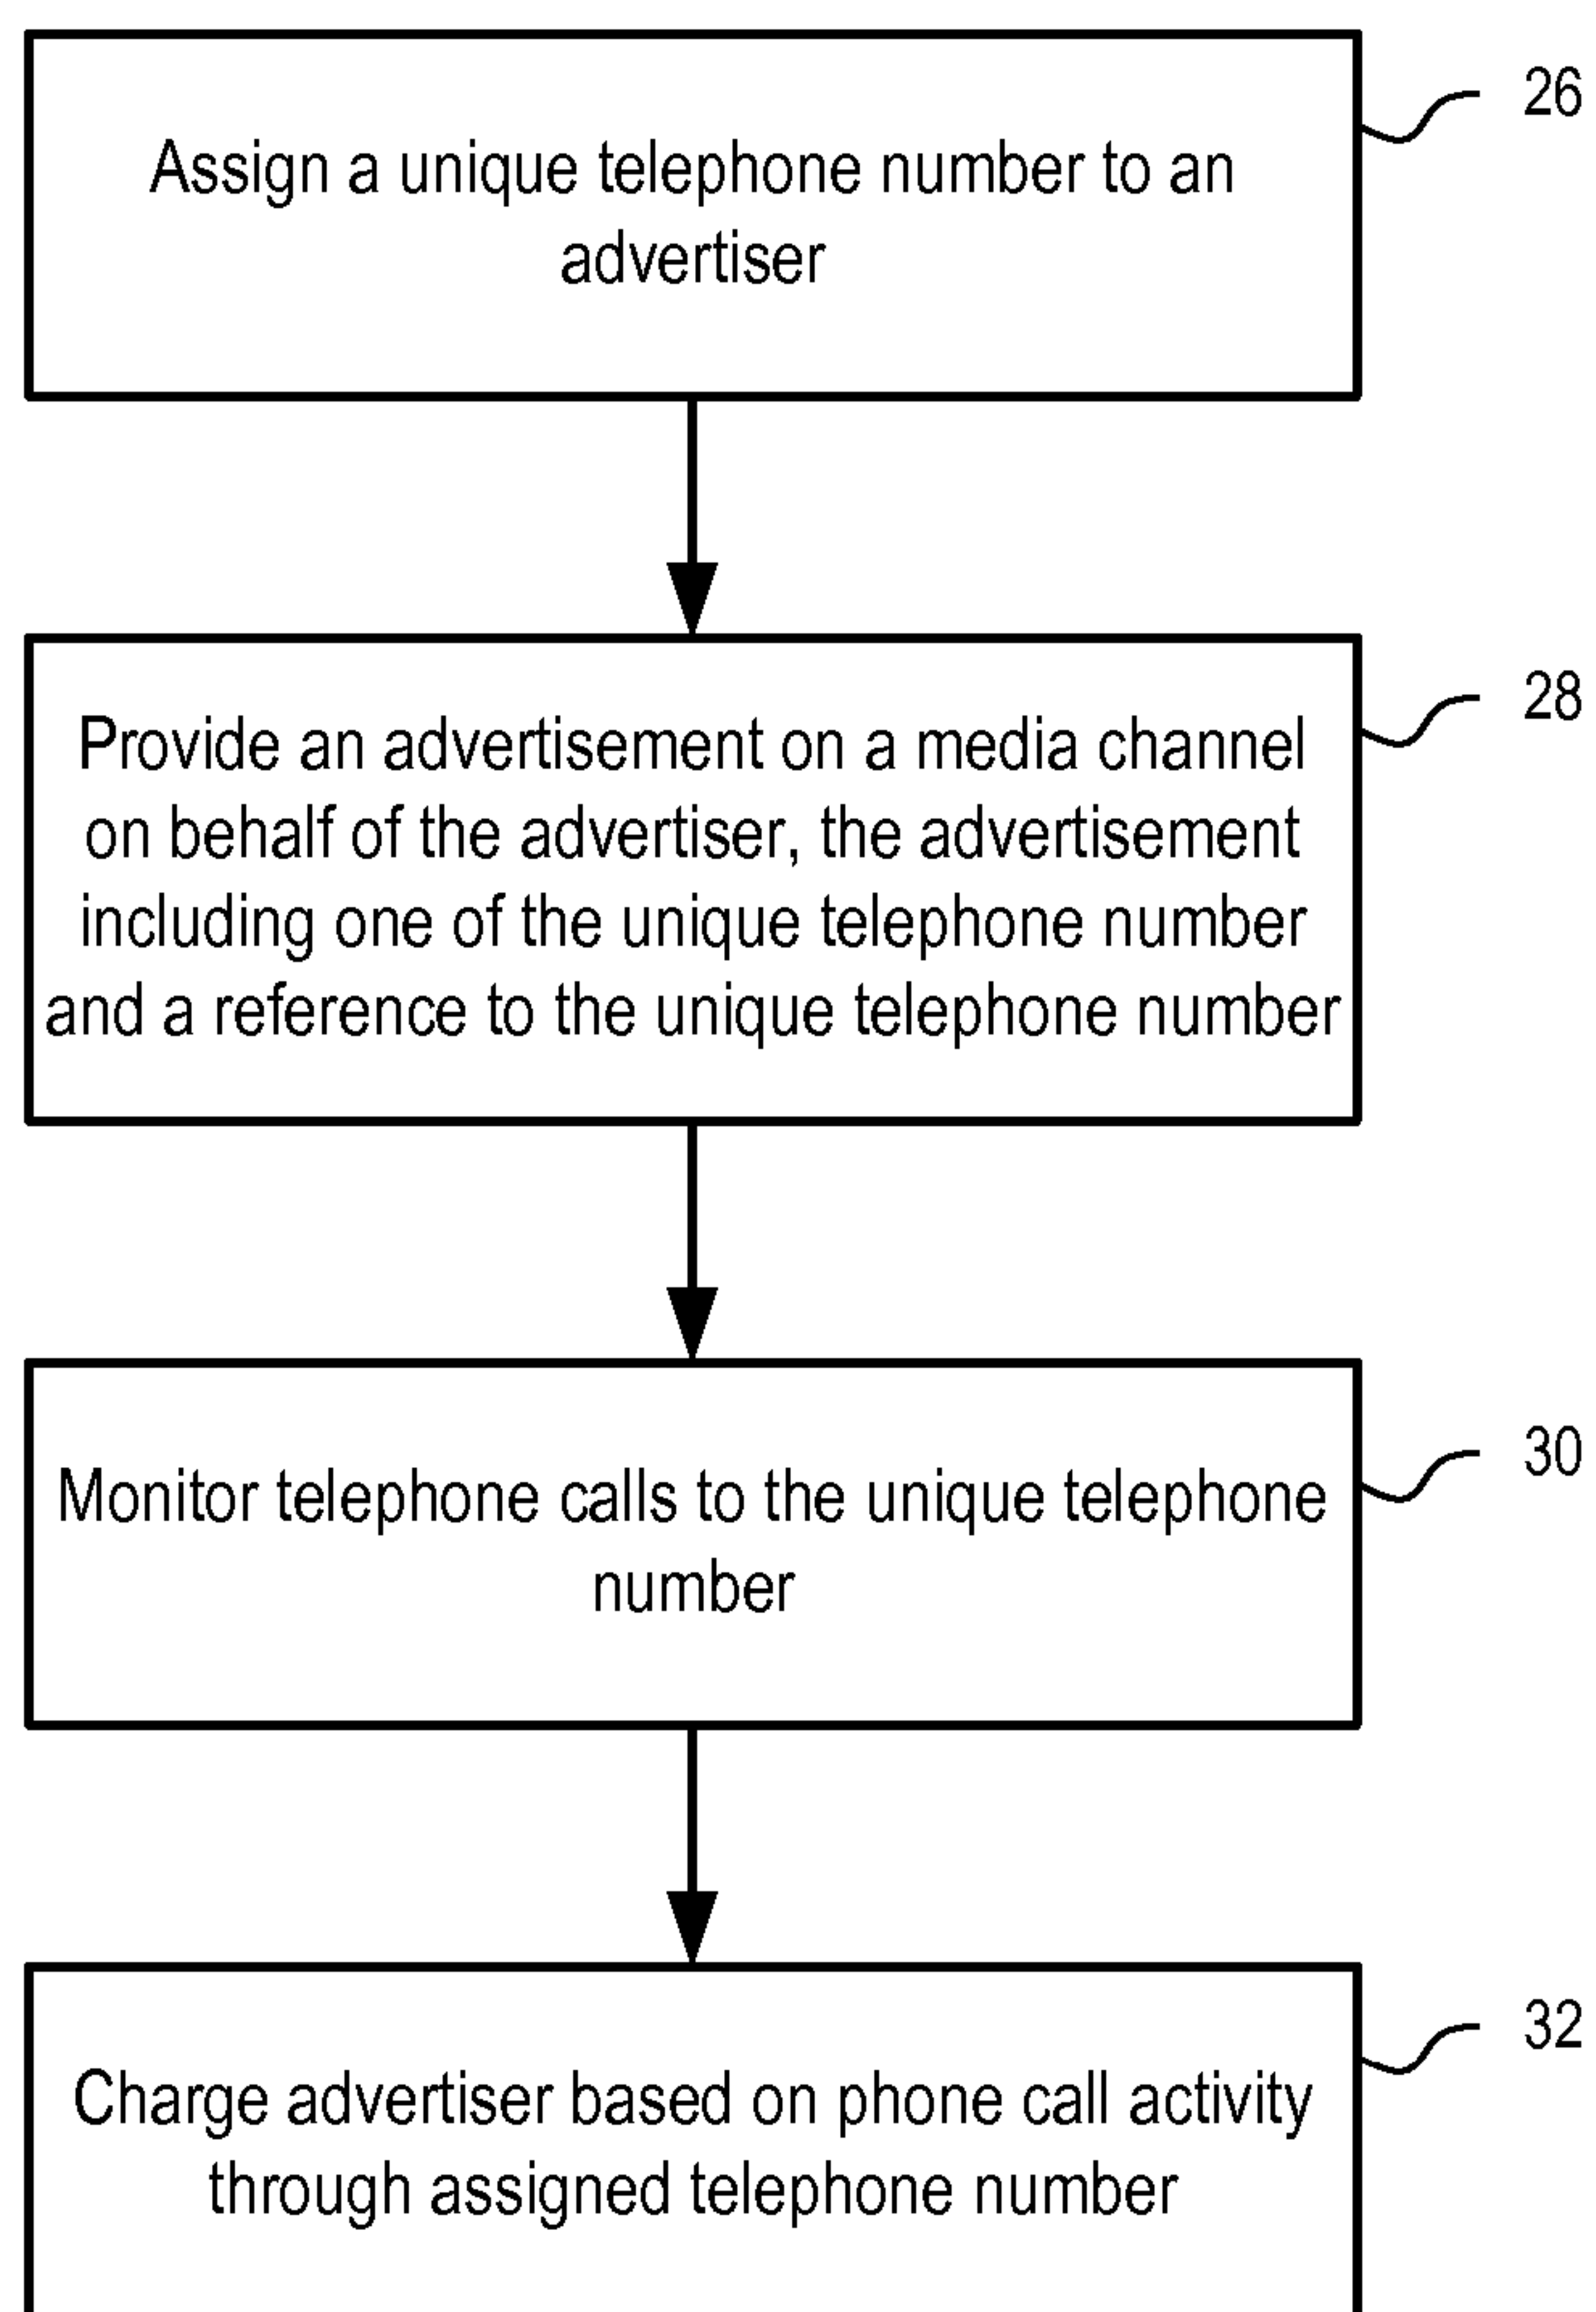 Assign a unique telephone number to an
advertiser
26
Provide an advertisement on a media channel
on behalf of the advertiser, the advertisement
including one of the unique telephone number
and a reference to the unique telephone number
28
Monitor telephone calls to the unique telephone
number
30
Charge advertiser based on phone call activity
through assigned telephone number
32